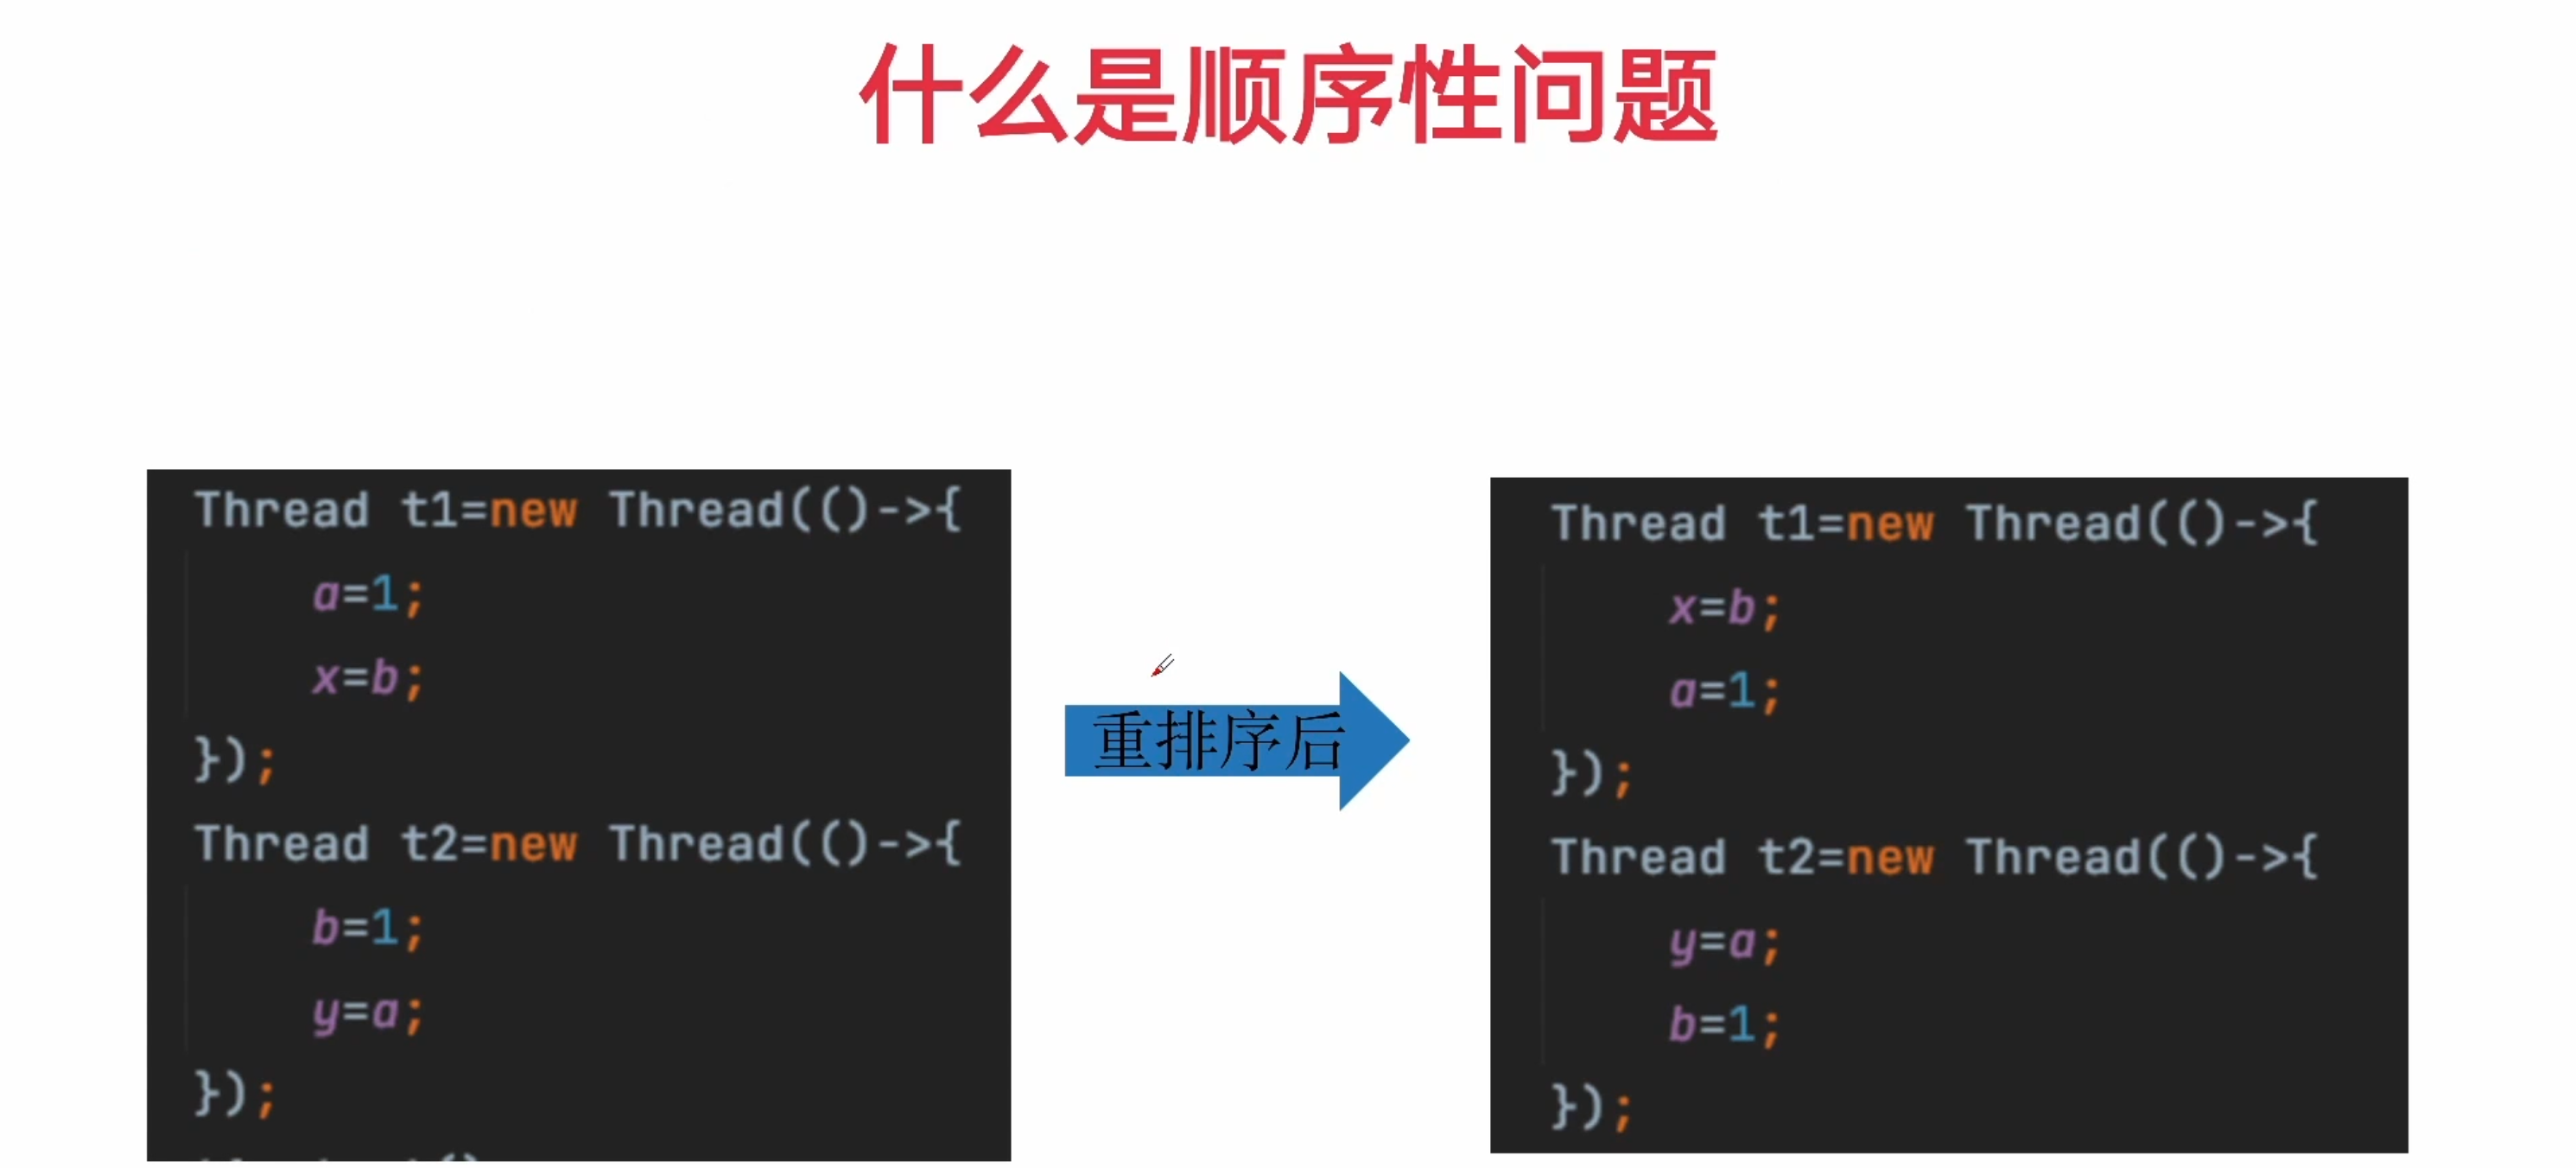 什么是顺序性问题
Thread t1=new Thread(()->{
a=1;
x=b;
});
Thread t2=new Thread(()->{
b=1;
y=a;
});
重排序后
Thread t1=new Thread(()->{
x=b;
a=1;
});
Thread t2=new Thread(()->{
y=a;
b=1;
});